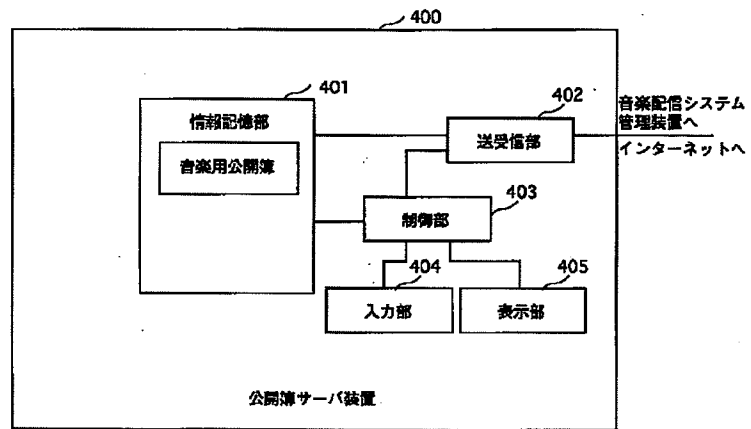 400
401
情報記憶部
音楽用公開簿
402
送受信部
音楽配信システム
管理装置へ
インターネットへ
403
制御部
404
入力部
405
表示部
公開簿サーバ装置